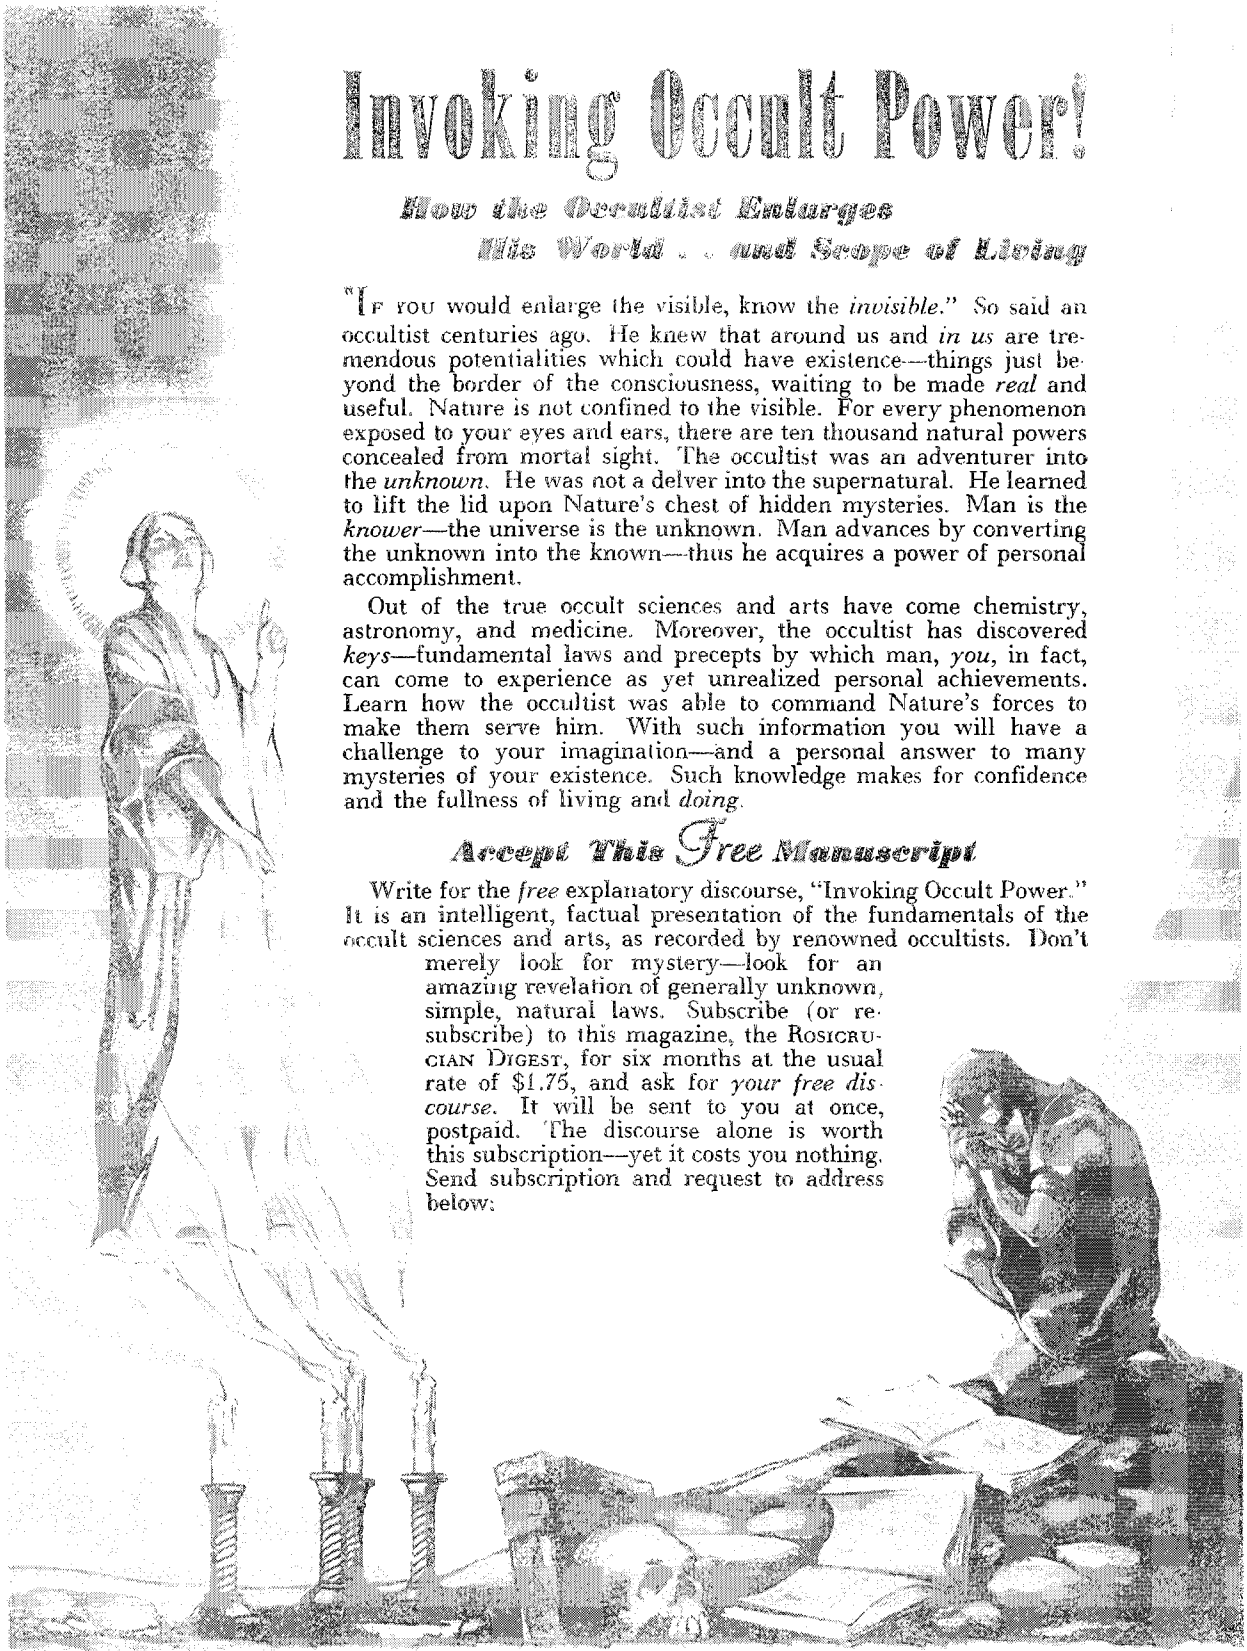 Invoking Occult Power!
How the Occultist Enlarges
His World . . and Scope of Living
"IF YOU would enlarge the visible, know the invisible." So said an
occultist centuries ago. He knew that around us and in us are tre-
mendous potentialities which could have existence—things just be-
yond the border of the consciousness, waiting to be made real and
useful. Nature is not confined to the visible. For every phenomenon
exposed to your eyes and ears, there are ten thousand natural powers
concealed from mortal sight. The occultist was an adventurer into
the unknown. He was not a delver into the supernatural. He learned
to lift the lid upon Nature's chest of hidden mysteries. Man is the
knower—the universe is the unknown. Man advances by converting
the unknown into the known—thus he acquires a power of personal
accomplishment.
Out of the true occult sciences and arts have come chemistry,
astronomy, and medicine. Moreover, the occultist has discovered
keys—fundamental laws and precepts by which man, you, in fact,
can come to experience as yet unrealized personal achievements.
Learn how the occultist was able to command Nature's forces to
make them serve him. With such information you will have a
challenge to your imagination—and a personal answer to many
mysteries of your existence. Such knowledge makes for confidence
and the fullness of living and doing.
Accept This Free Manuscript
Write for the free explanatory discourse, "Invoking Occult Power."
It is an intelligent, factual presentation of the fundamentals of the
occult sciences and arts, as recorded by renowned occultists. Don't
merely look for mystery—look for an
amazing revelation of generally unknown,
simple, natural laws. Subscribe (or re-
subscribe) to this magazine, the ROSICRU-
CIAN DIGEST, for six months at the usual
rate of $1.75, and ask for your free dis-
course. It will be sent to you at once,
postpaid. The discourse alone is worth
this subscription—yet it costs you nothing.
Send subscription and request to address
below: